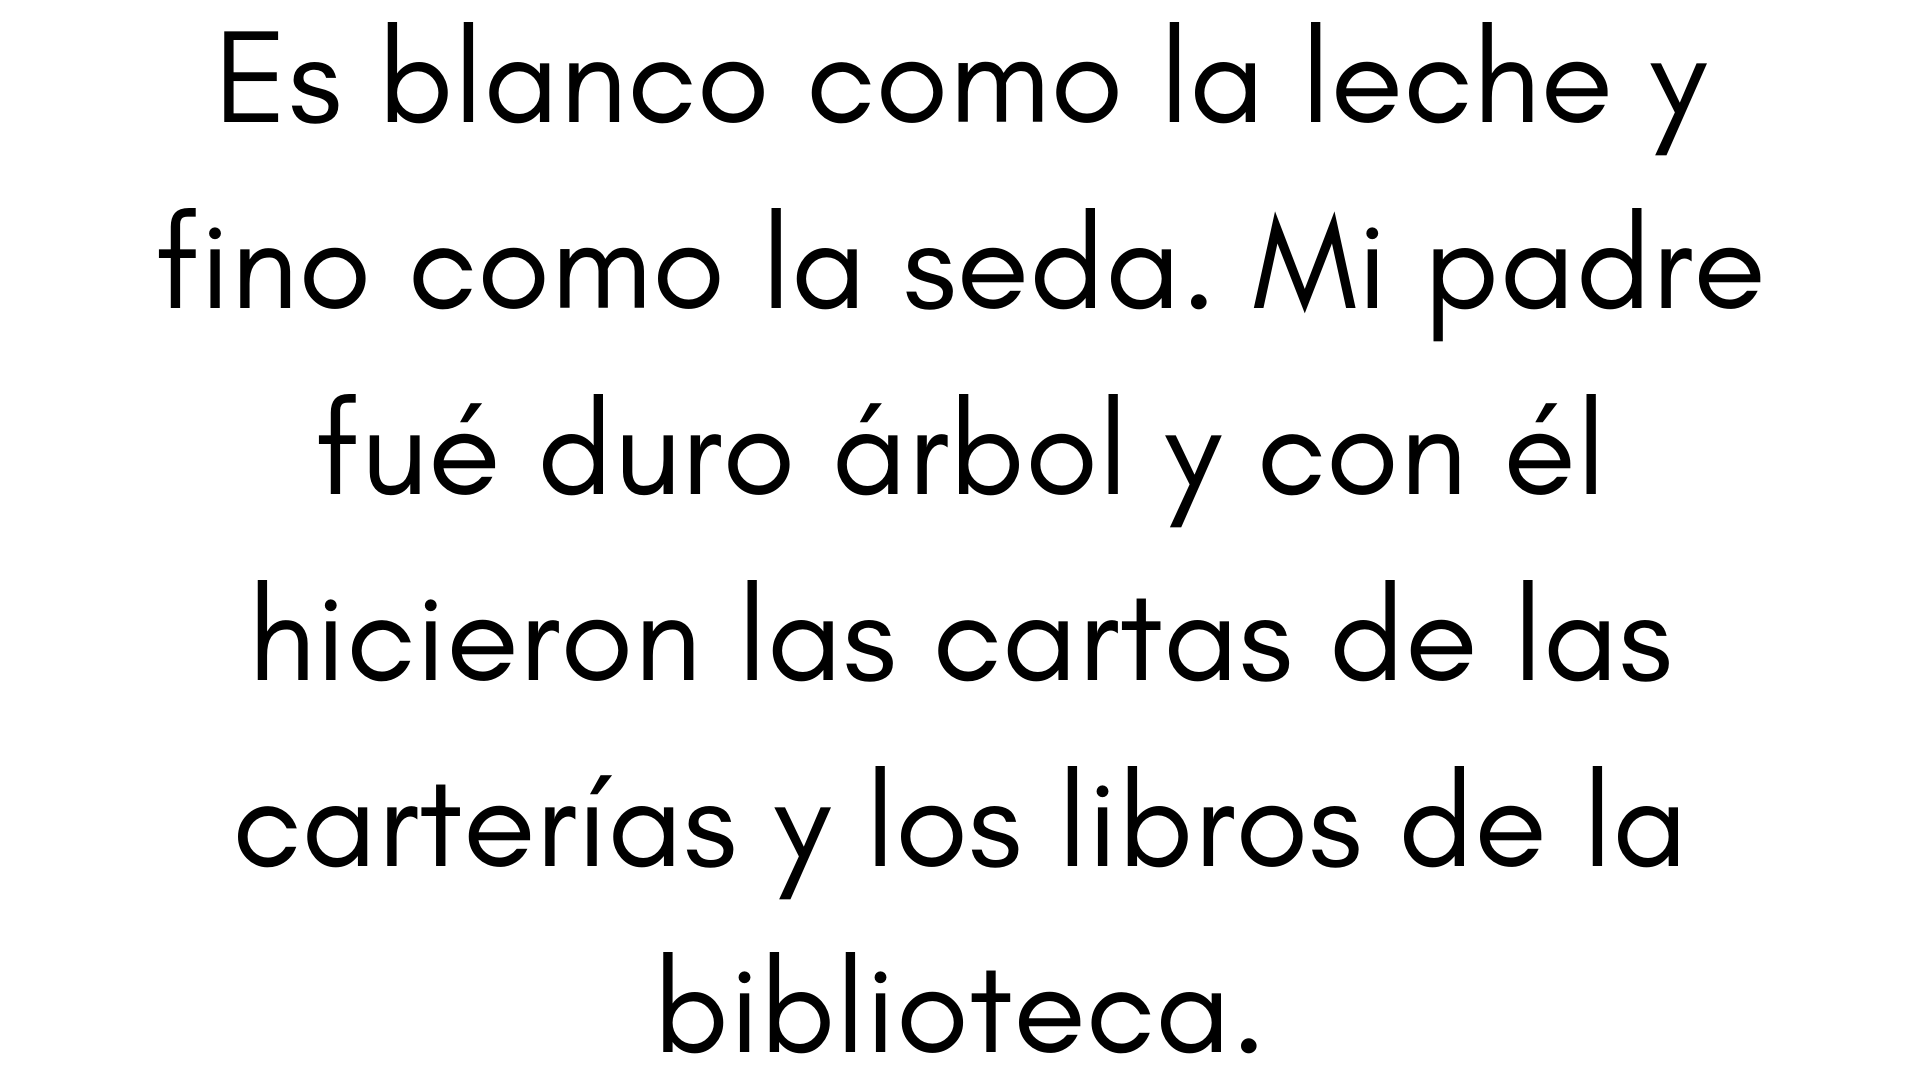 Es blanco como la leche y
fino como la seda. Mi padre
fué duro árbol y con él
hicieron las cartas de las
carterías y los libros de la
biblioteca.